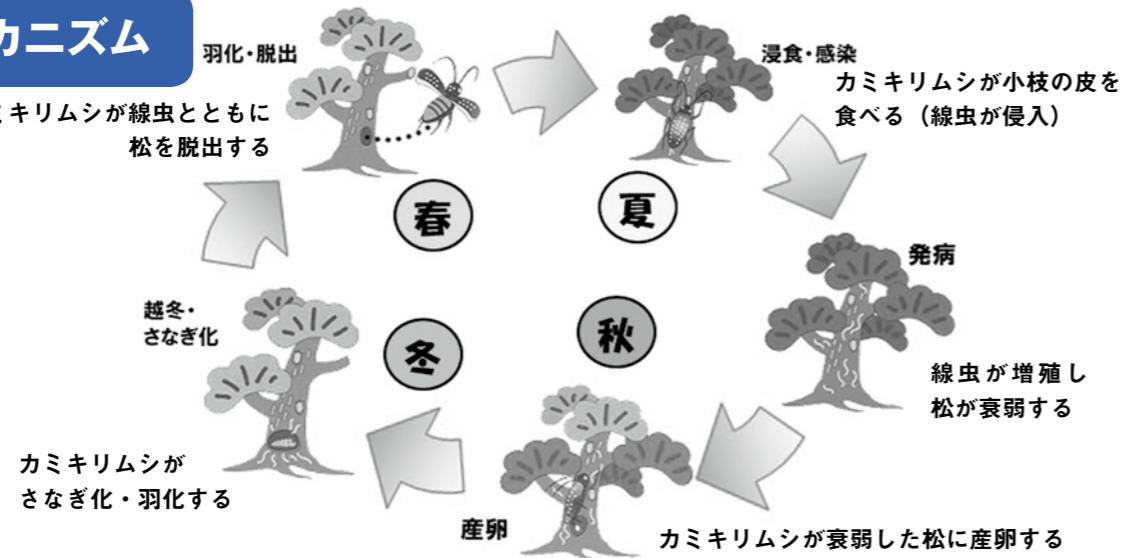 カニズム
羽化・脱出
ミキリムシが線虫とともに
松を脱出する
浸食・感染
カミキリムシが小枝の皮を
食べる（線虫が侵入）
春
夏
発病
線虫が増殖し
松が衰弱する
越冬・
さなぎ化
冬
秋
カミキリムシが
さなぎ化・羽化する
産卵
カミキリムシが衰弱した松に産卵する